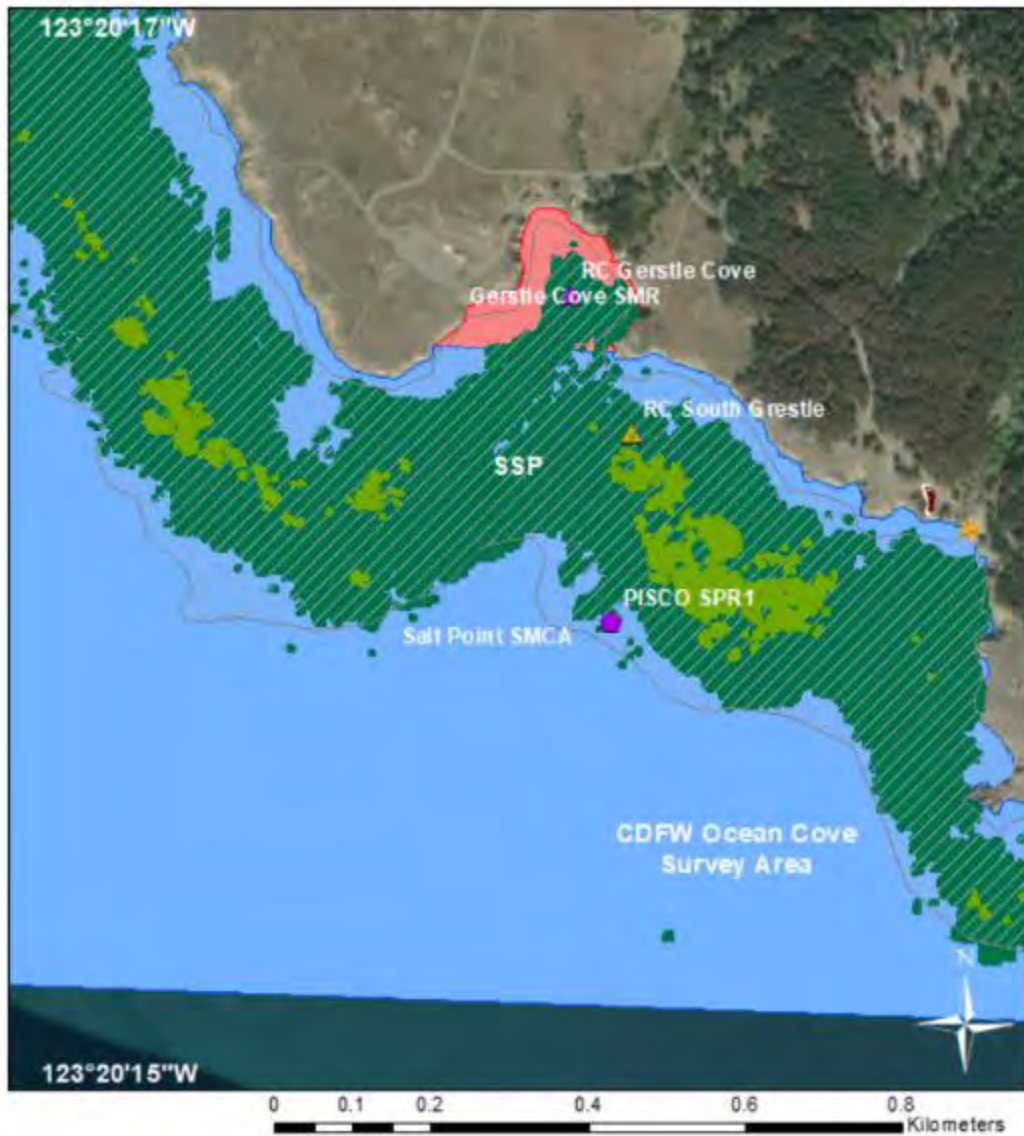 123°20'17"W
RC Gerstle Cove
Gerstle Cove SMR
RC South Grestle
SSP
PISCO SPR1
Salt Point SMCA
CDFW Ocean Cove
Survey Area
N
123°20'15"W
0 0.1 0.2 0.4 0.6 0.8
Kilometers